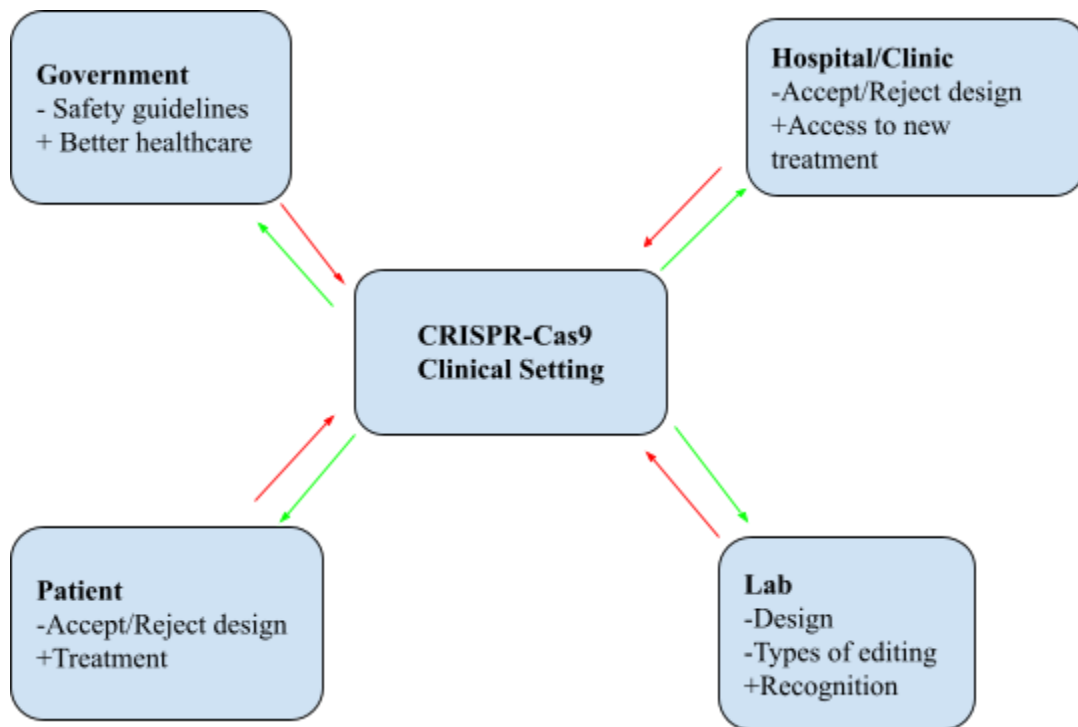 Government
- Safety guidelines
+ Better healthcare
Hospital/Clinic
-Accept/Reject design
+Access to new
treatment
CRISPR-Cas9
Clinical Setting
Patient
-Accept/Reject design
+Treatment
Lab
-Design
-Types of editing
+Recognition